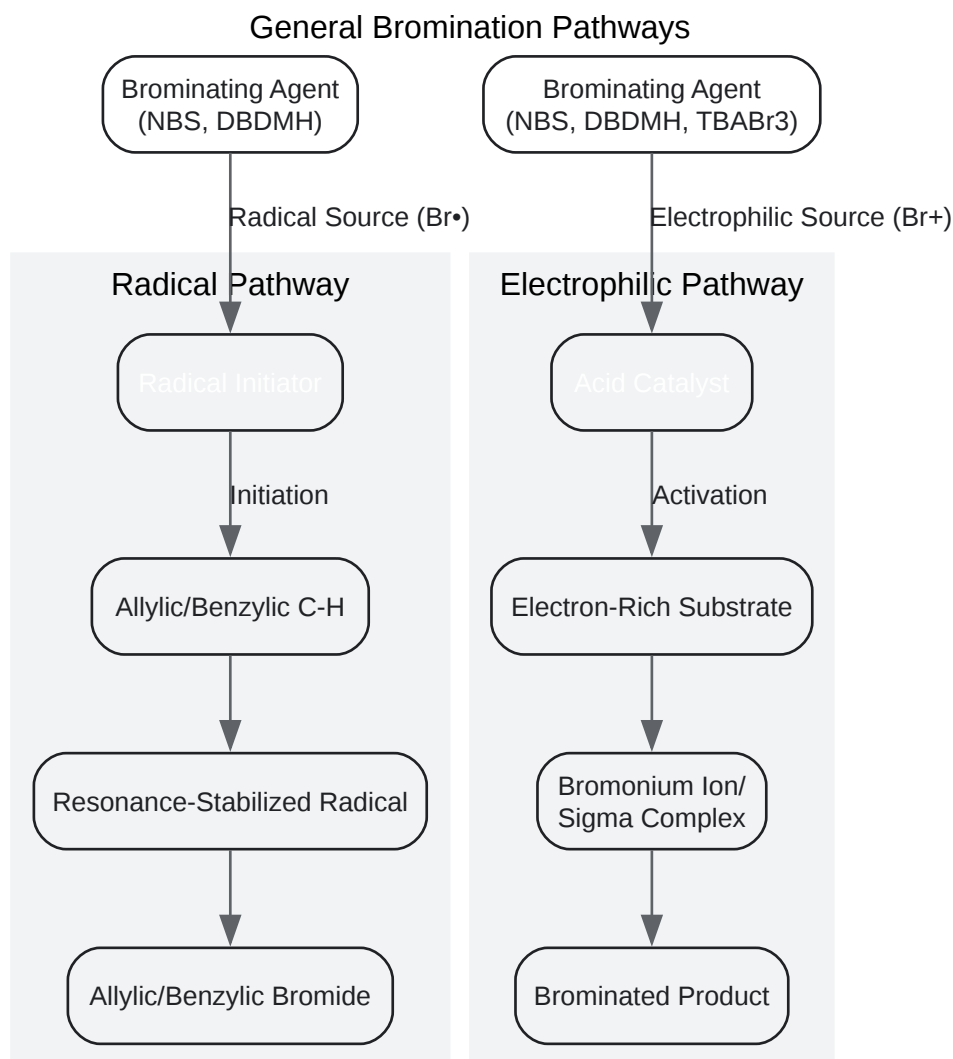 General Bromination Pathways
Brominating Agent
(NBS, DBDMH)
Radical Source (Br•)
Radical Pathway
Radical Initiator
Initiation
Allylic/Benzylic C-H
Resonance-Stabilized Radical
Allylic/Benzylic Bromide
Brominating Agent
(NBS, DBDMH, TBABr3)
Electrophilic Source (Br+)
Electrophilic Pathway
Acid Catalyst
Activation
Electron-Rich Substrate
Bromonium Ion/
Sigma Complex
Brominated Product